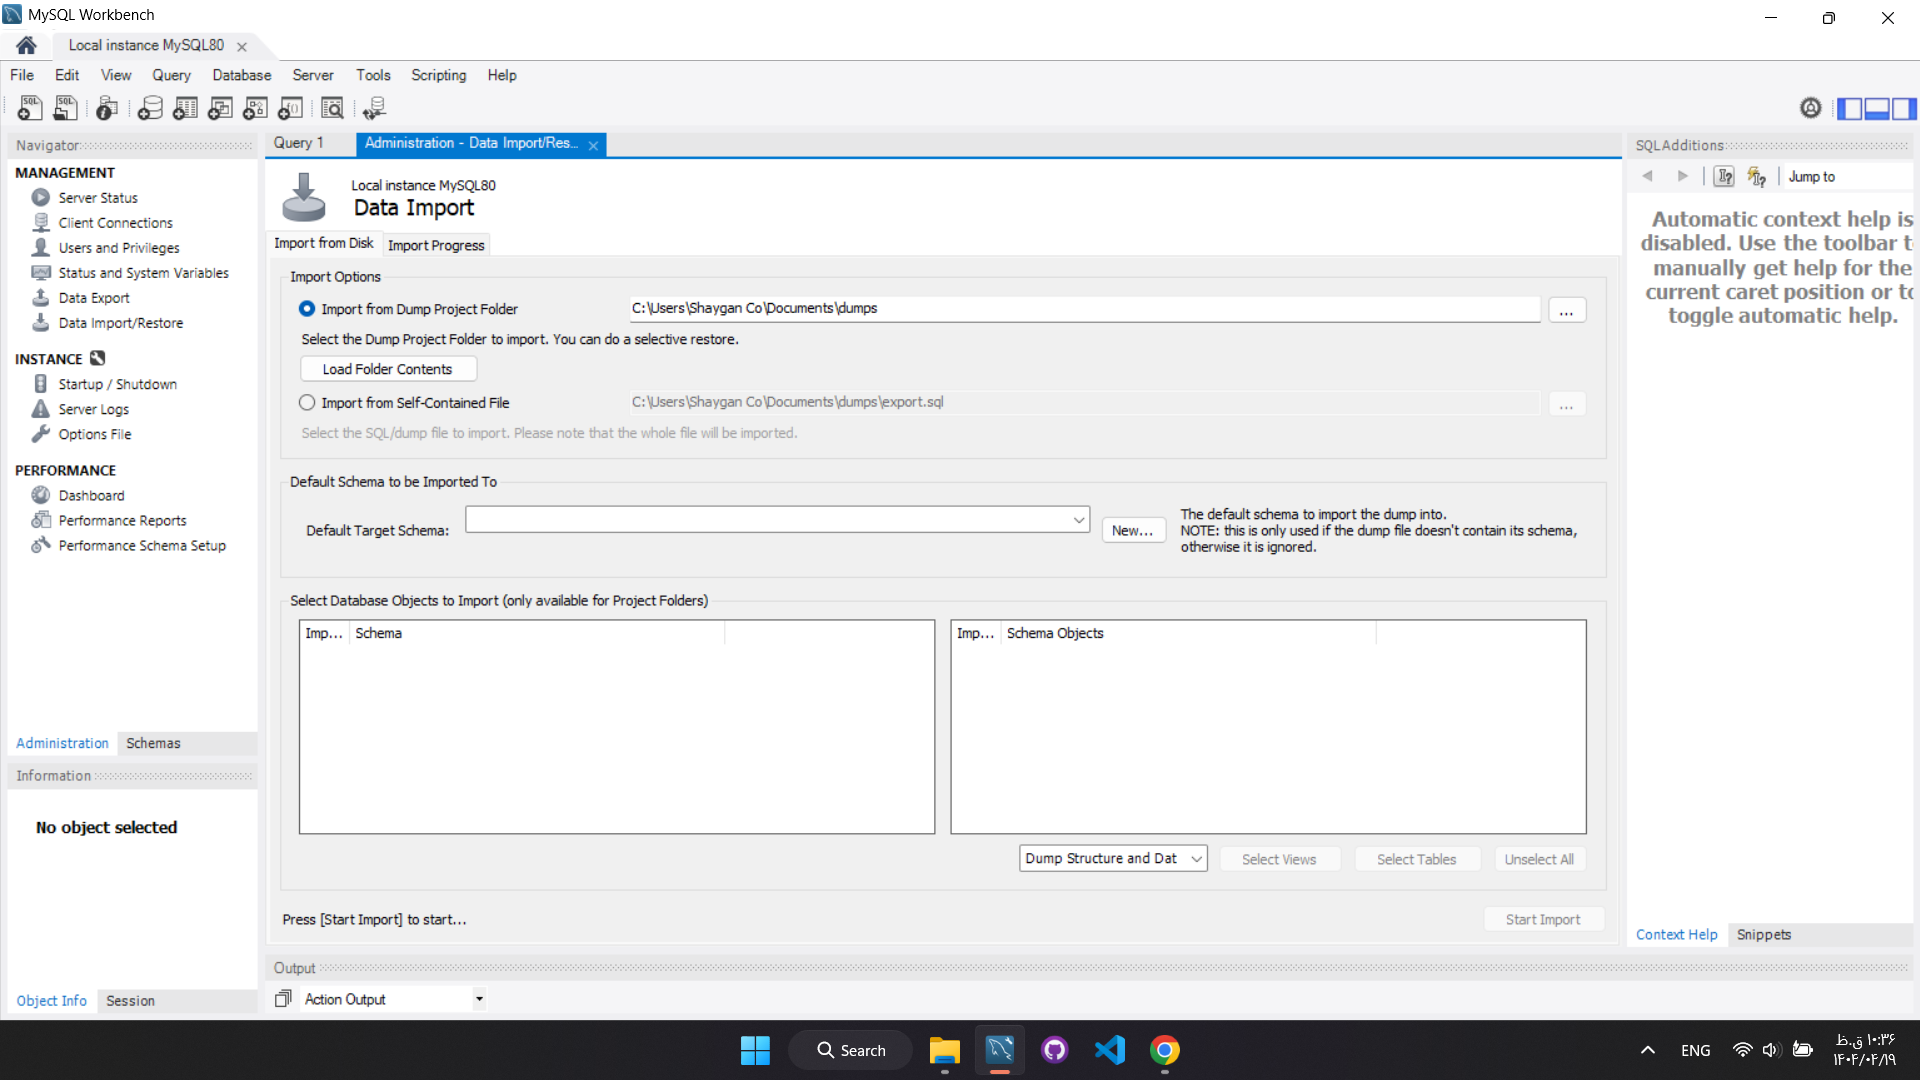 MySQL Workbench
Local instance MySQL80
File Edit View Query Database Server Tools Scripting Help
Navigator
MANAGEMENT
Server Status
Client Connections
Users and Privileges
Status and System Variables
Data Export
Data Import/Restore
INSTANCE
Startup / Shutdown
Server Logs
Options File
PERFORMANCE
Dashboard
Performance Reports
Performance Schema Setup
Administration Schemas
Information
No object selected
Object Info Session
Query 1 Administration - Data Import/Res...
Local instance MySQL80
Data Import
Import from Disk Import Progress
Import Options
Import from Dump Project Folder C:\Users\Shaygan Co\Documents\dumps ...
Select the Dump Project Folder to import. You can do a selective restore.
Load Folder Contents
Import from Self-Contained File C:\Users\Shaygan Co\Documents\dumps\export.sql ...
Select the SQL/dump file to import. Please note that the whole file will be imported.
Default Schema to be Imported To
Default Target Schema: New...
The default schema to import the dump into.
NOTE: this is only used if the dump file doesn't contain its schema,
otherwise it is ignored.
Select Database Objects to Import (only available for Project Folders)
Imp... Schema
Imp... Schema Objects
Dump Structure and Dat Select Views Select Tables Unselect All
Press [Start Import] to start... Start Import
Output
Action Output
SQLAdditions
Jump to
Automatic context help is
disabled. Use the toolbar t
manually get help for the
current caret position or to
toggle automatic help.
Context Help Snippets
Search
ENG
۱۰:۳۶ ق.ظ
۱۴۰۴/۰۴/۱۹